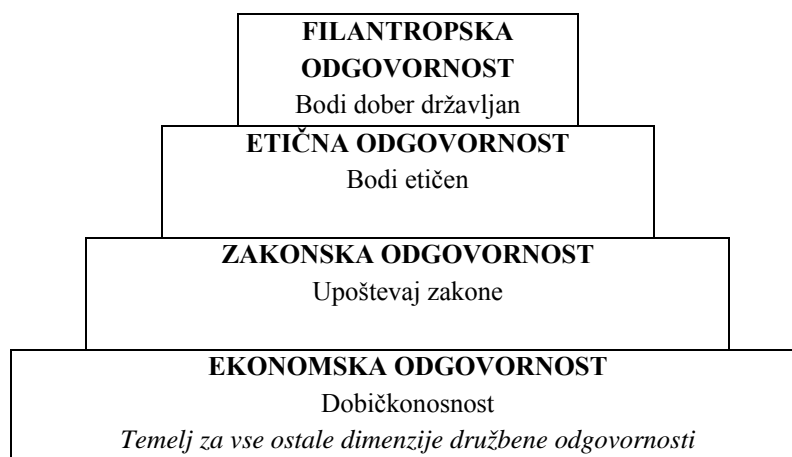 FILANTROPSKA
ODGOVORNOST
Bodi dober državljan
ETIČNA ODGOVORNOST
Bodi etičen
ZAKONSKA ODGOVORNOST
Upoštevaj zakone
EKONOMSKA ODGOVORNOST
Dobičkonosnost
Temelj za vse ostale dimenzije družbene odgovornosti